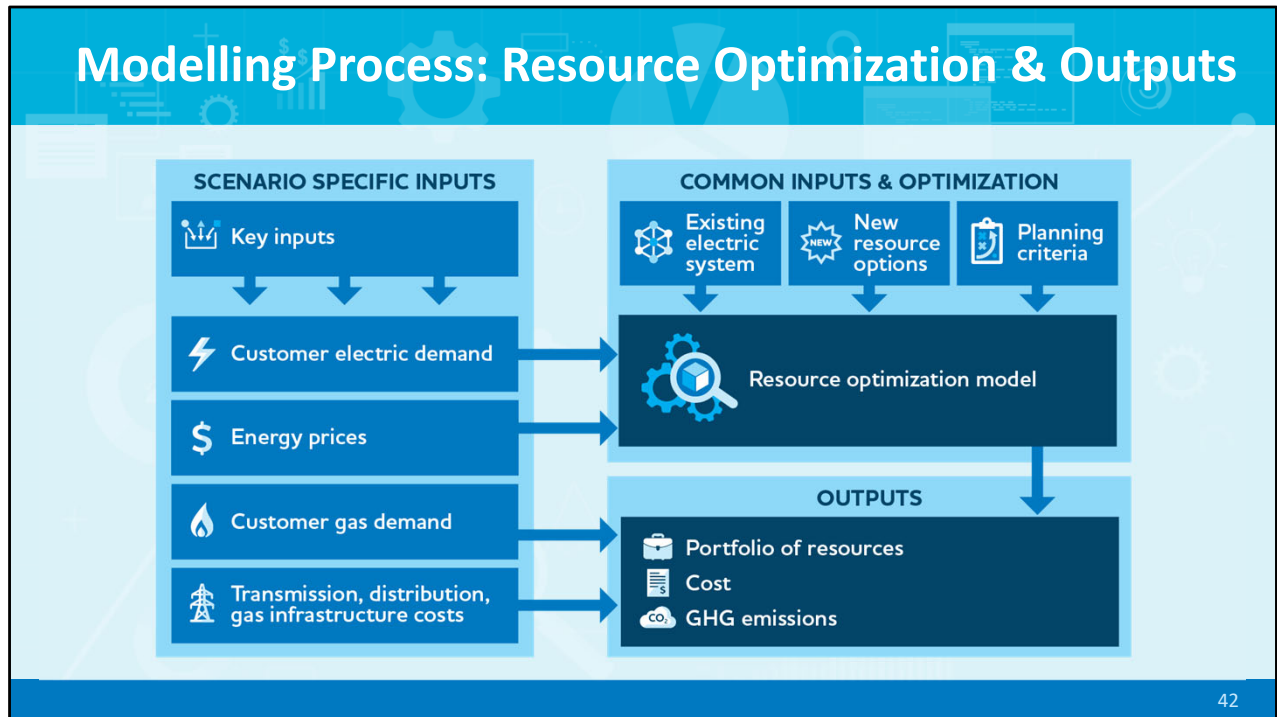 Modelling Process: Resource Optimization & Outputs
SCENARIO SPECIFIC INPUTS
Key inputs
Customer electric demand
$
Energy prices
Customer gas demand
Transmission, distribution,
gas infrastructure costs
COMMON INPUTS & OPTIMIZATION
Existing
electric
system
NEW
New
resource
options
Planning
criteria
Resource optimization model
OUTPUTS
Portfolio of resources
$
Cost
CO₂
GHG emissions
42